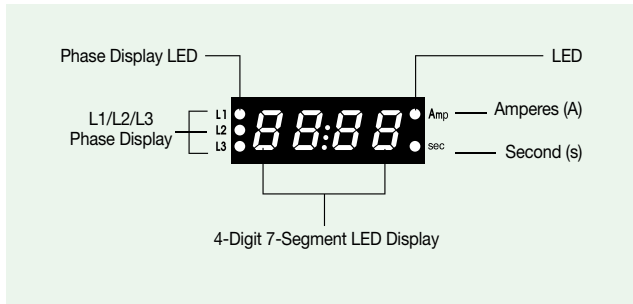 Phase Display LED
LED
L1/L2/L3
Phase Display
L1
L2
L3
88:88
Amp
sec
Amperes (A)
Second (s)
4-Digit 7-Segment LED Display